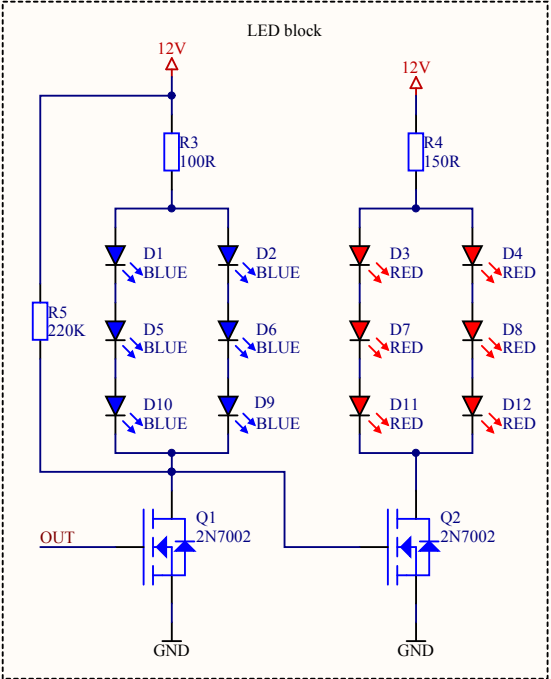 LED block
12V
12V
R3
100R
R4
150R
D1
BLUE
D2
BLUE
D3
RED
D4
RED
R5
220K
D5
BLUE
D6
BLUE
D7
RED
D8
RED
D10
BLUE
D9
BLUE
D11
RED
D12
RED
Q1
2N7002
Q2
2N7002
OUT
GND
GND